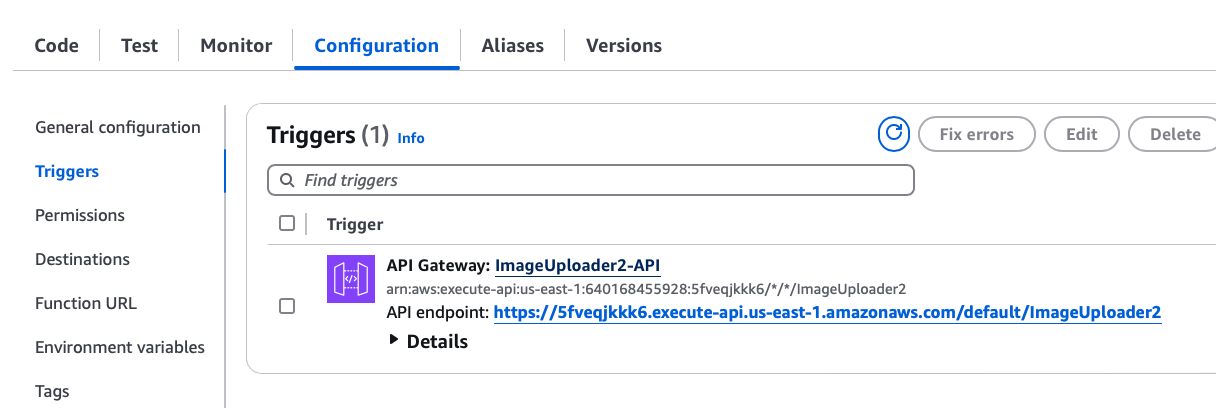 Code Test Monitor Configuration Aliases Versions
General configuration
Triggers
Permissions
Destinations
Function URL
Environment variables
Tags
Triggers (1) Info
Fix errors Edit Delete
Find triggers
Trigger
API Gateway: ImageUploader2-API
arn:aws:execute-api:us-east-1:640168455928:5fveqjkkk6/*/*/ImageUploader2
API endpoint: https://5fveqjkkk6.execute-api.us-east-1.amazonaws.com/default/ImageUploader2
Details